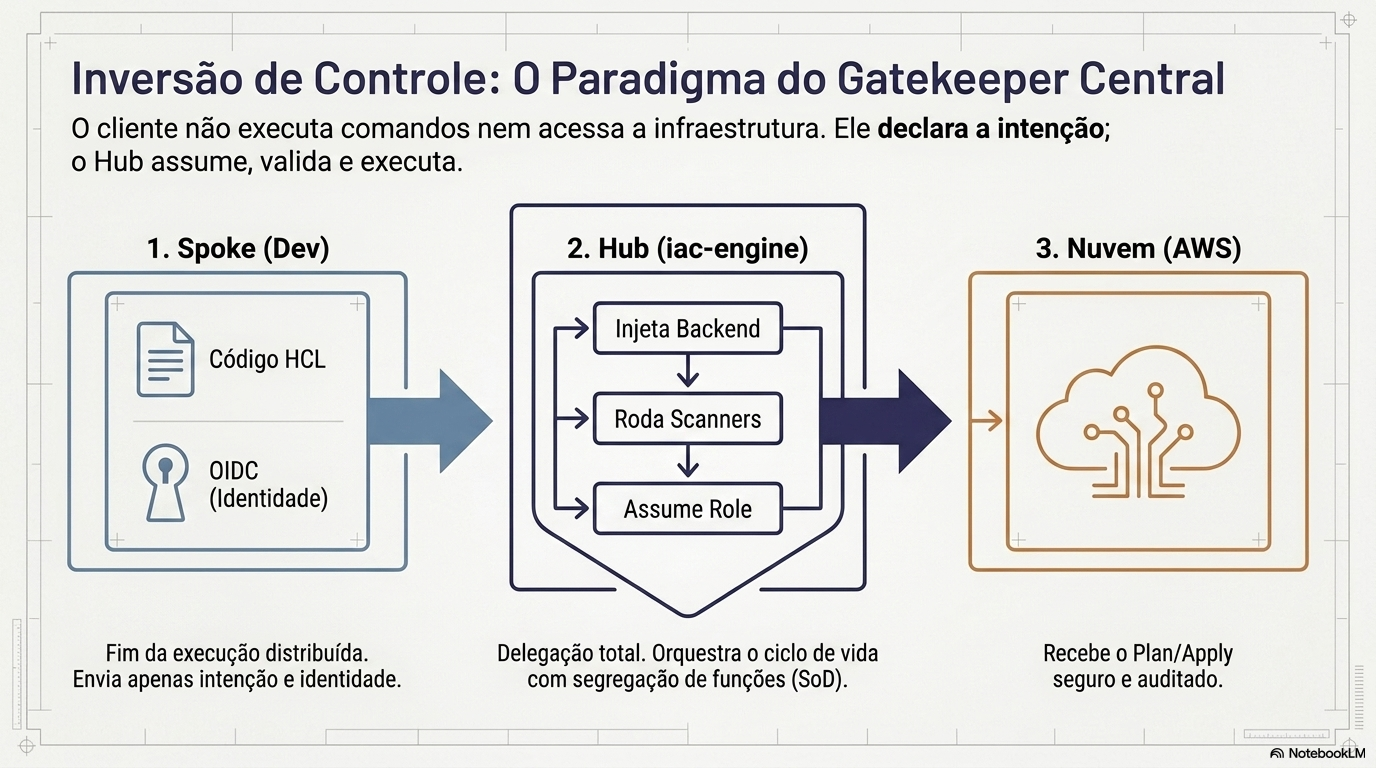 Inversão de Controle: O Paradigma do Gatekeeper Central
O cliente não executa comandos nem acessa a infraestrutura. Ele declara a intenção;
o Hub assume, valida e executa.
1. Spoke (Dev)
Código HCL
OIDC
(Identidade)
Fim da execução distribuída.
Envia apenas intenção e identidade.
2. Hub (iac-engine)
Injeta Backend
Roda Scanners
Assume Role
Delegação total. Orquestra o ciclo de vida
com segregação de funções (SoD).
3. Nuvem (AWS)
Recebe o Plan/Apply
seguro e auditado.
NotebookLM